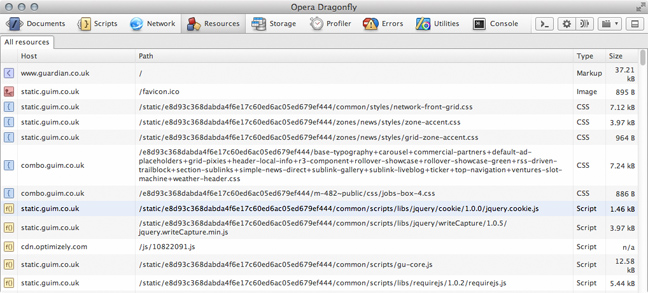 Opera Dragonfly
Documents Scripts Network Resources Storage Profiler Errors Utilities Console
All resources
Host Path Type Size
www.guardian.co.uk / Markup 37.21 kB
static.guim.co.uk /favicon.ico Image 895 B
static.guim.co.uk /static/e8d93c368dabda4f6e17c60ed6ac05ed679ef444/common/styles/network-front-grid.css CSS 7.12 kB
static.guim.co.uk /static/e8d93c368dabda4f6e17c60ed6ac05ed679ef444/zones/news/styles/zone-accent.css CSS 3.97 kB
static.guim.co.uk /static/e8d93c368dabda4f6e17c60ed6ac05ed679ef444/zones/news/styles/grid-zone-accent.css CSS 964 B
/e8d93c368dabda4f6e17c60ed6ac05ed679ef444/base-typography+carousel+commercial-partners+default-ad-
placeholders+grid-pixies+header-local-info+r3-component+rollover-showcase+rollover-showcase-green+rss-driven-
combo.guim.co.uk trailblock+section-sublinks+simple-news-direct+sublink-gallery+sublink-liveblog+ticker+top-navigation+ventures-slot- CSS 7.24 kB
machine+weather-header.css
combo.guim.co.uk /m-482~public/css/jobs-box-4.css CSS 886 B
static.guim.co.uk /static/e8d93c368dabda4f6e17c60ed6ac05ed679ef444/common/scripts/libs/jquery/cookie/1.0.0/jquery.cookie.js Script 1.46 kB
static.guim.co.uk /static/e8d93c368dabda4f6e17c60ed6ac05ed679ef444/common/scripts/libs/jquery/writeCapture/1.0.5/ Script 3.97 kB
jquery.writeCapture.min.js
cdn.optimizely.com /js/10822091.js Script n/a
static.guim.co.uk /static/e8d93c368dabda4f6e17c60ed6ac05ed679ef444/common/scripts/gu-core.js Script 12.58 kB
static.guim.co.uk /static/e8d93c368dabda4f6e17c60ed6ac05ed679ef444/common/scripts/libs/requirejs/1.0.2/requirejs.js Script 5.44 kB